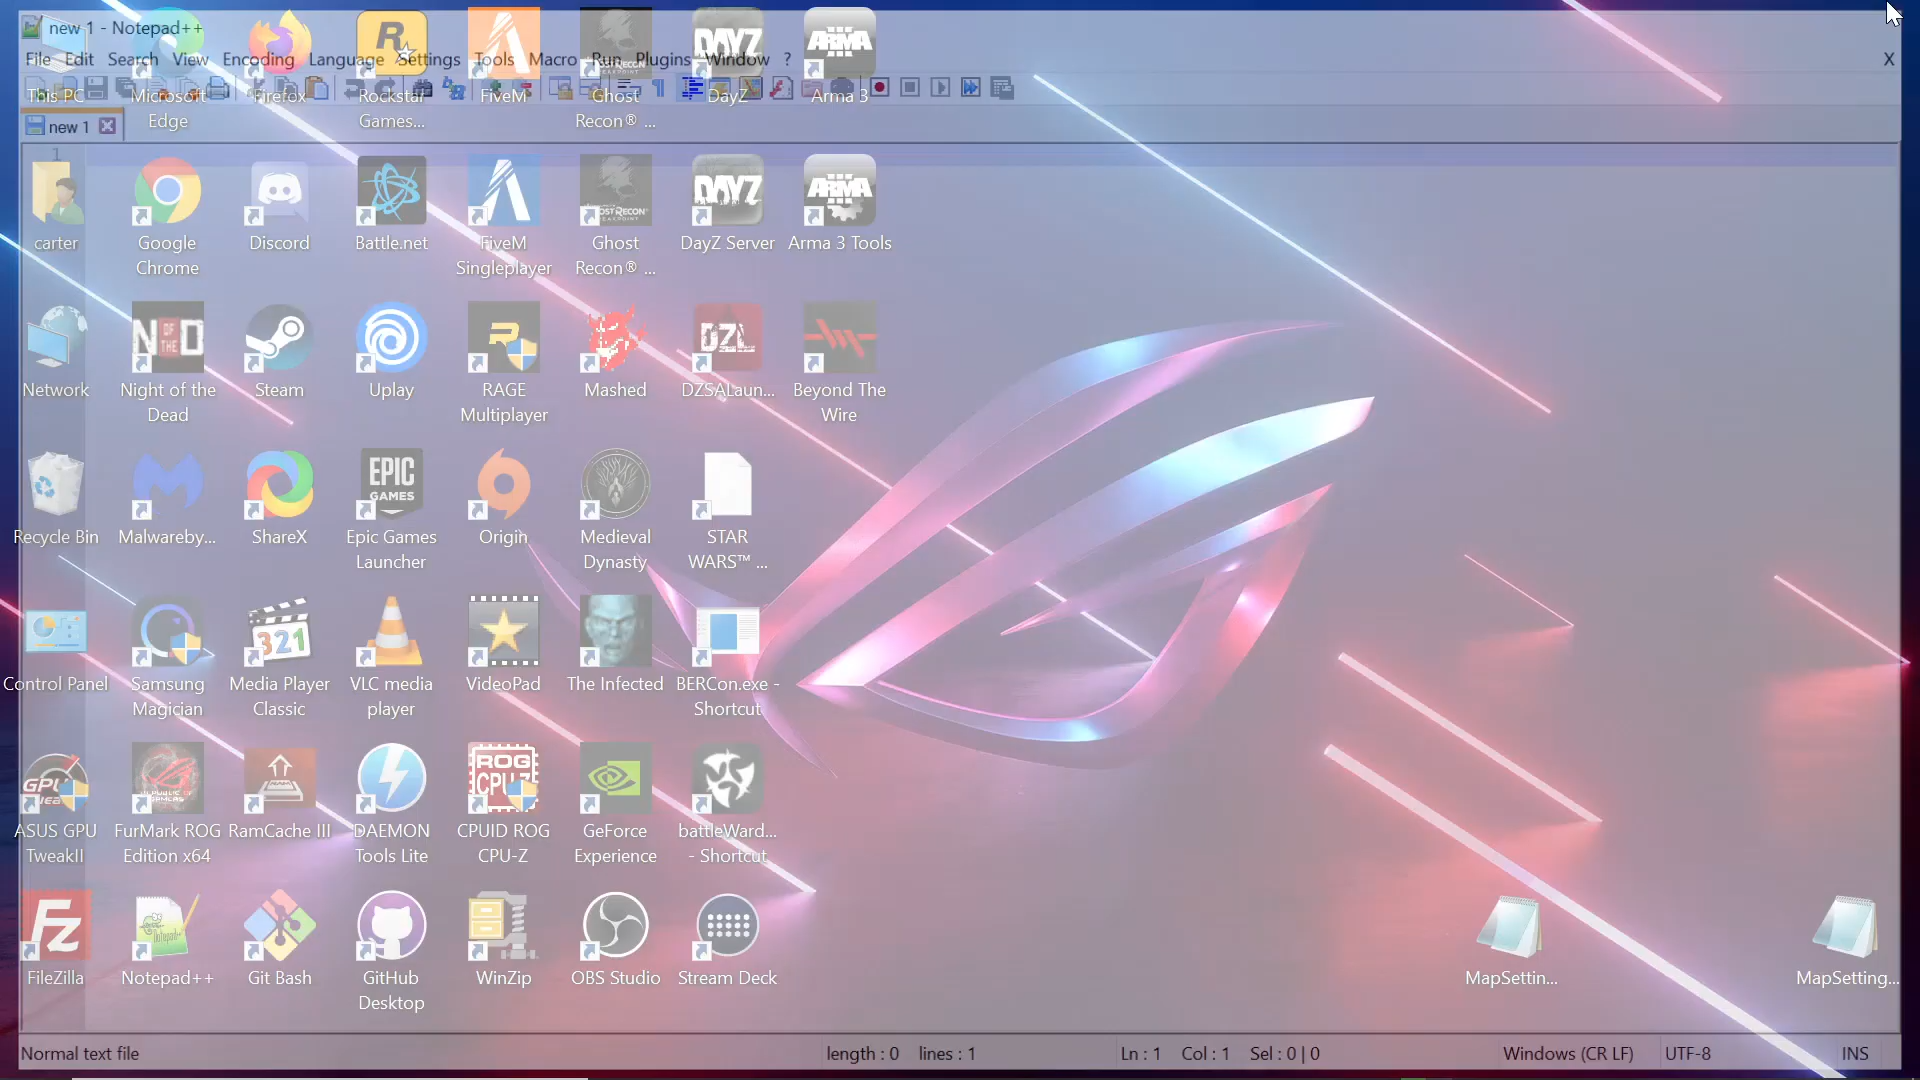 new 1 - Notepad++
File Edit Search View Encoding Language Settings Tools Macro Run Plugins Window ? X
new 1
1
This PC
Microsoft
Edge
Firefox
Rockstar
Games...
FiveM
Ghost
Recon® ...
DayZ
Arma 3
carter
Google
Chrome
Discord
Battle.net
FiveM
Singleplayer
Ghost
Recon® ...
DayZ Server
Arma 3 Tools
Network
Night of the
Dead
Steam
Uplay
RAGE
Multiplayer
Mashed
DZSALaun...
Beyond The
Wire
Recycle Bin
Malwareby...
ShareX
EPIC
GAMES
Epic Games
Launcher
Origin
Medieval
Dynasty
STAR
WARS™ ...
Control Panel
Samsung
Magician
321
Media Player
Classic
VLC media
player
VideoPad
The Infected
BERCon.exe -
Shortcut
ASUS GPU
TweakII
FurMark ROG
Edition x64
RamCache III
DAEMON
Tools Lite
ROG
CPU-Z
CPUID ROG
CPU-Z
GeForce
Experience
battleWard...
- Shortcut
FileZilla
Notepad++
Git Bash
GitHub
Desktop
WinZip
OBS Studio
Stream Deck
MapSettin...
MapSetting...
Normal text file
length : 0 lines : 1
Ln : 1 Col : 1 Sel : 0 | 0
Windows (CR LF)
UTF-8
INS